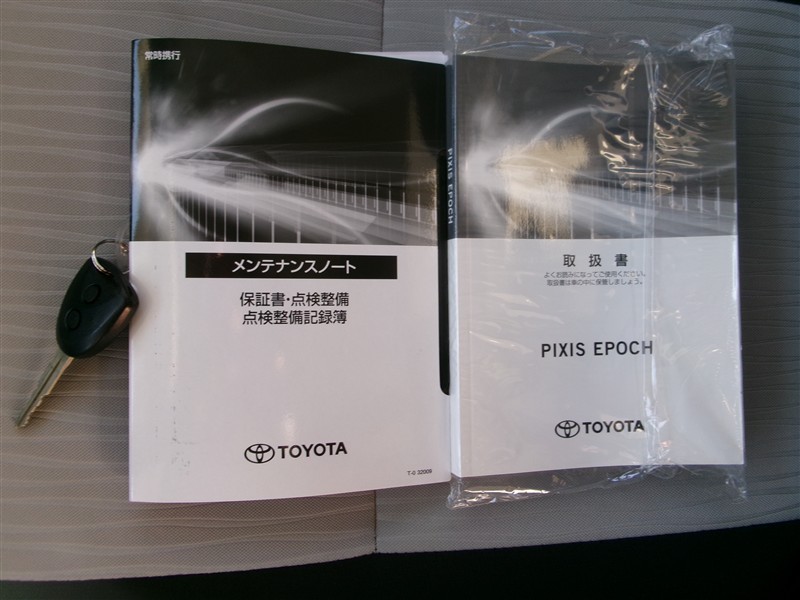 常時携行
メンテナンスノート
保証書・点検整備
点検整備記録簿
TOYOTA
PIXIS EPOCH
取扱書
よくお読みになってご使用ください。
取扱書は車の中に保管しましょう。
PIXIS EPOCH
TOYOTA